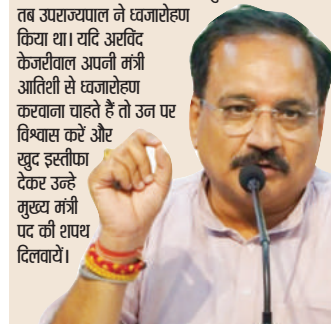 तब उपराज्यपाल ने ध्वजारोहण
किया था। यदि अरविंद
केजरीवाल अपनी मंत्री
आतिशी से ध्वजारोहण
करवाना चाहते हैं तो उन पर
विश्वास करें और
खुद इस्तीफा
देकर उन्हे
मुख्य मंत्री
पद की शपथ
दिलवायें।